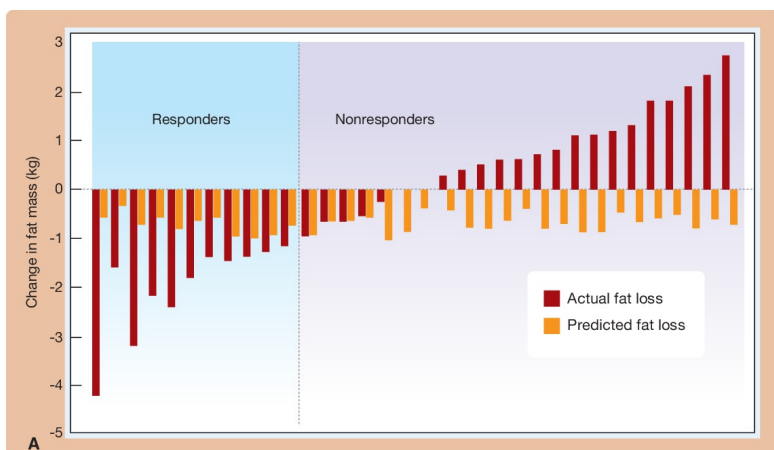 3
2
1
0
-1
-2
-3
-4
-5
Change in fat mass (kg)
Responders
Nonresponders
Actual fat loss
Predicted fat loss
A